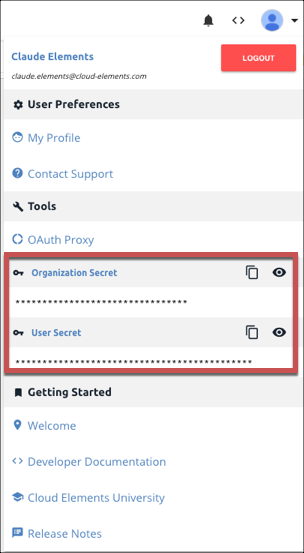 Claude Elements
LOGOUT
claude.elements@cloud-elements.com
User Preferences
My Profile
Contact Support
Tools
OAuth Proxy
Organization Secret
********************************
User Secret
********************************************
Getting Started
Welcome
Developer Documentation
Cloud Elements University
Release Notes